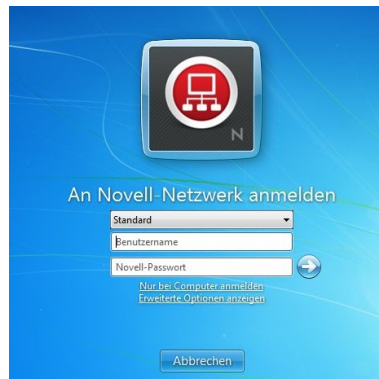 N
An Novell-Netzwerk anmelden
Standard
Benutzername
Novell-Passwort
Nur bei Computer anmelden
Erweiterte Optionen anzeigen
Abbrechen